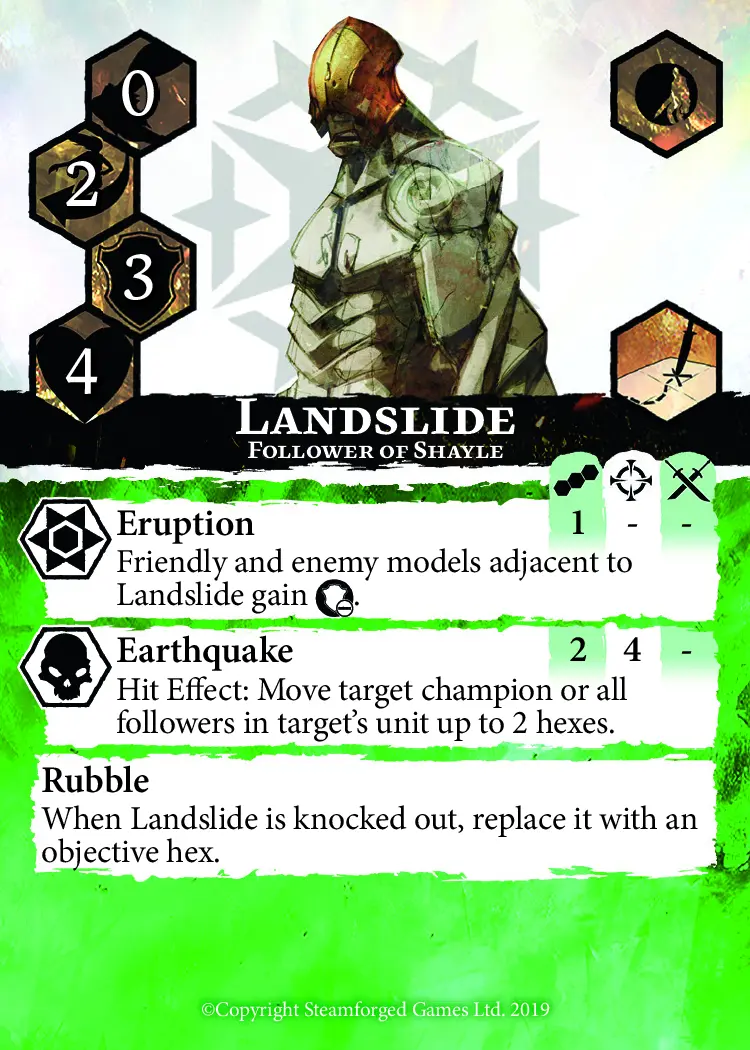 0
2
3
4
LANDSLIDE
FOLLOWER OF SHAYLE
Eruption 1 - -
Friendly and enemy models adjacent to
Landslide gain .
Earthquake 2 4 -
Hit Effect: Move target champion or all
followers in target’s unit up to 2 hexes.
Rubble
When Landslide is knocked out, replace it with an
objective hex.
©Copyright Steamforged Games Ltd. 2019